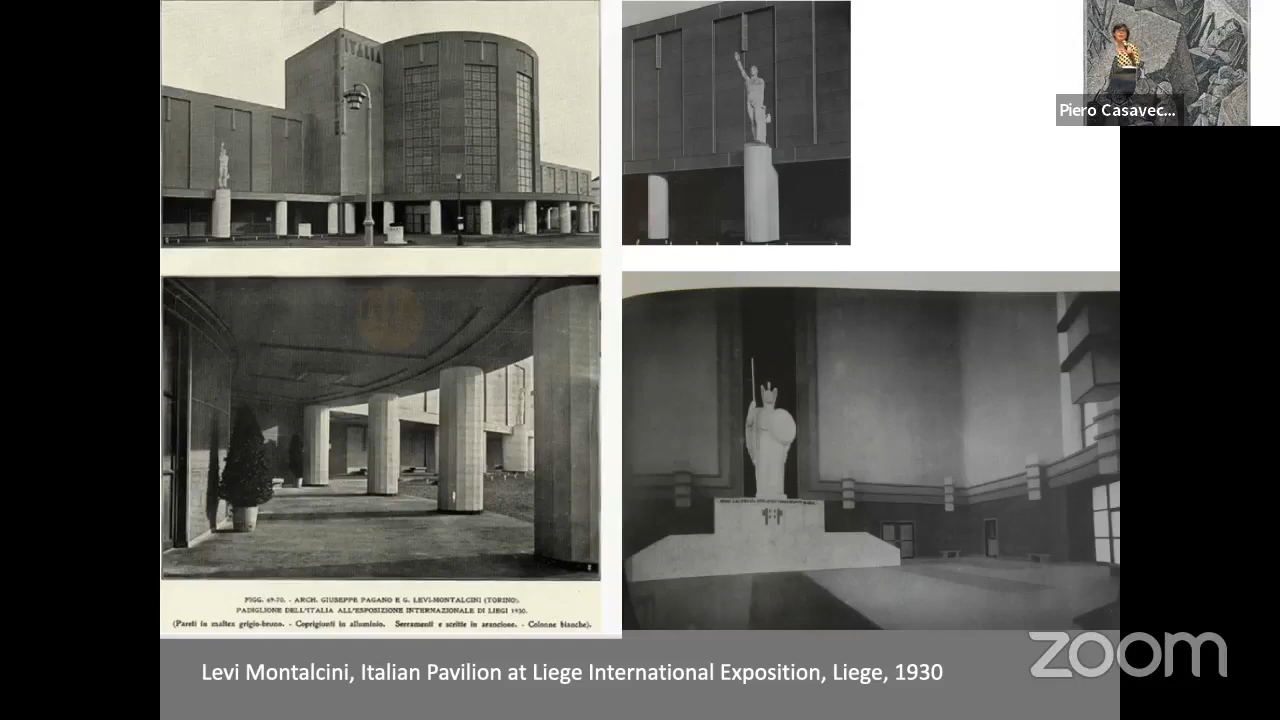 ITALIA
Piero Casavec...
FIGG. 69-70. - ARCH. GIUSEPPE PAGANO E G. LEVI-MONTALCINI (TORINO).
PADIGLIONE DELL'ITALIA ALL'ESPOSIZIONE INTERNAZIONALE DI LIEGI 1930.
(Pareti in maftex grigio-bruno. - Coprigiunti in alluminio. Serramenti e scritte in arancione. - Colonne bianche).
Levi Montalcini, Italian Pavilion at Liege International Exposition, Liege, 1930
zoom